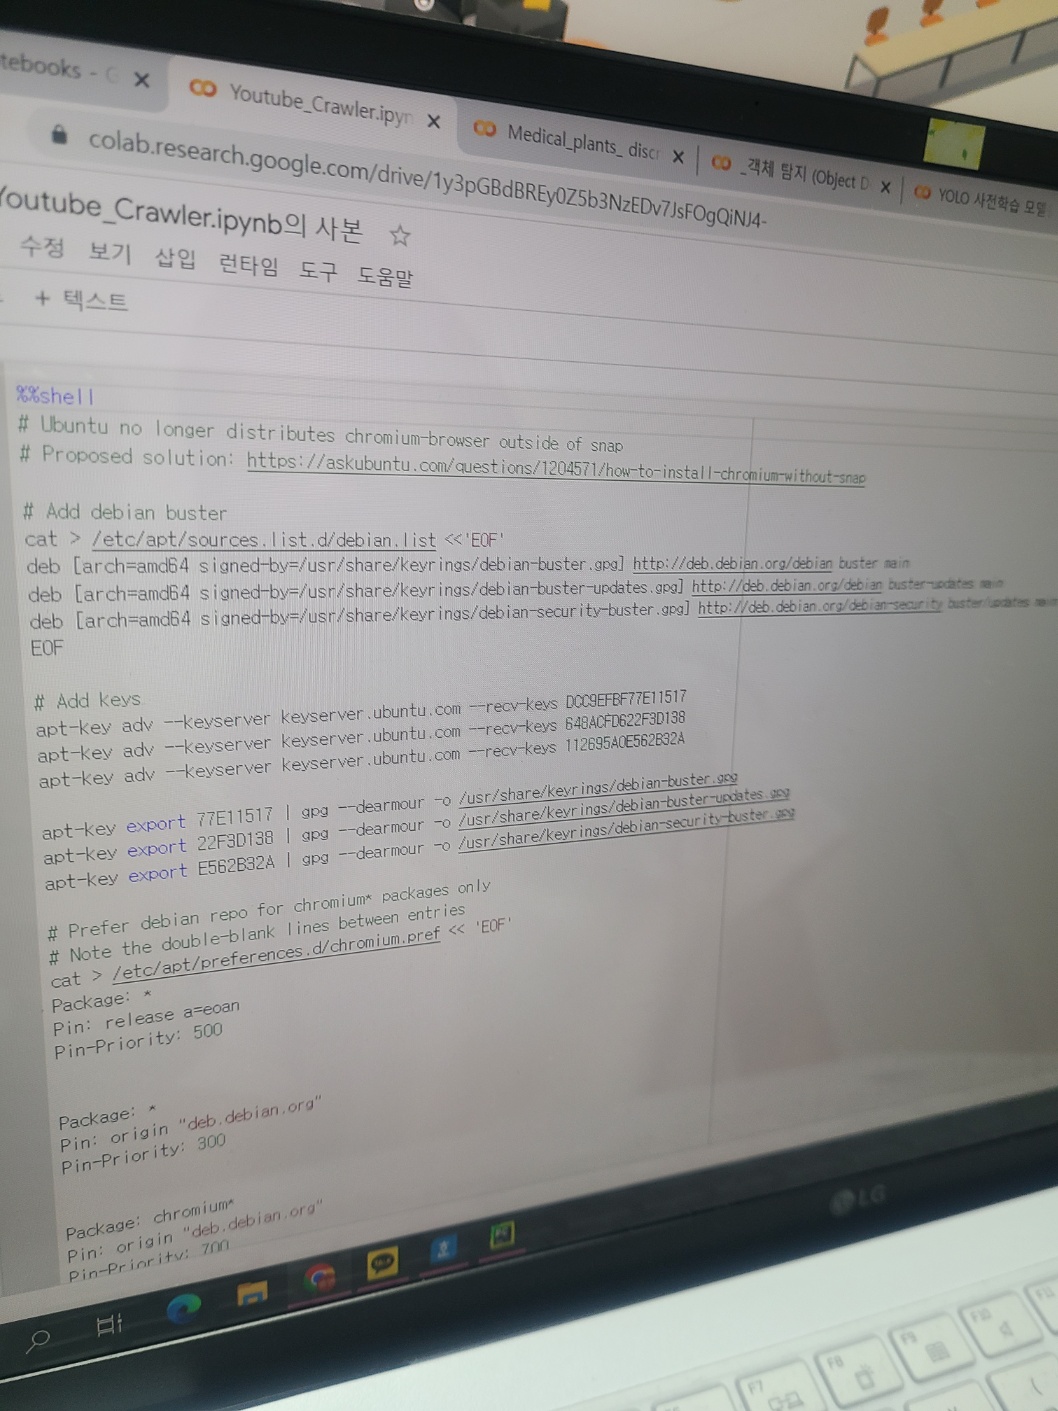 tebooks - G
Youtube_Crawler.ipyn
Medical_plants_ discr
_객체 탐지 (Object D
YOLO 사전학습 모델
colab.research.google.com/drive/1y3pGBdBREy0Z5b3NzEDv7JsFOgQiNJ4-
Youtube_Crawler.ipynb의 사본
수정 보기 삽입 런타임 도구 도움말
+ 텍스트
%%shell
# Ubuntu no longer distributes chromium-browser outside of snap
# Proposed solution: https://askubuntu.com/questions/1204571/how-to-install-chromium-without-snap
# Add debian buster
cat > /etc/apt/sources.list.d/debian.list <<'EOF'
deb [arch=amd64 signed-by=/usr/share/keyrings/debian-buster.gpg] http://deb.debian.org/debian buster main
deb [arch=amd64 signed-by=/usr/share/keyrings/debian-buster-updates.gpg] http://deb.debian.org/debian buster-updates main
deb [arch=amd64 signed-by=/usr/share/keyrings/debian-security-buster.gpg] http://deb.debian.org/debian-security buster/updates main
EOF
# Add keys
apt-key adv --keyserver keyserver.ubuntu.com --recv-keys DCC9EFBF77E11517
apt-key adv --keyserver keyserver.ubuntu.com --recv-keys 648ACFD622F3D138
apt-key adv --keyserver keyserver.ubuntu.com --recv-keys 112695A0E562B32A
apt-key export 77E11517 | gpg --dearmour -o /usr/share/keyrings/debian-buster.gpg
apt-key export 22F3D138 | gpg --dearmour -o /usr/share/keyrings/debian-buster-updates.gpg
apt-key export E562B32A | gpg --dearmour -o /usr/share/keyrings/debian-security-buster.gpg
# Prefer debian repo for chromium* packages only
# Note the double-blank lines between entries
cat > /etc/apt/preferences.d/chromium.pref << 'EOF'
Package: *
Pin: release a=eoan
Pin-Priority: 500
Package: *
Pin: origin "deb.debian.org"
Pin-Priority: 300
Package: chromium*
Pin: origin "deb.debian.org"
Pin-Priority: 700
LG
F7
F8
F9
F10
F11